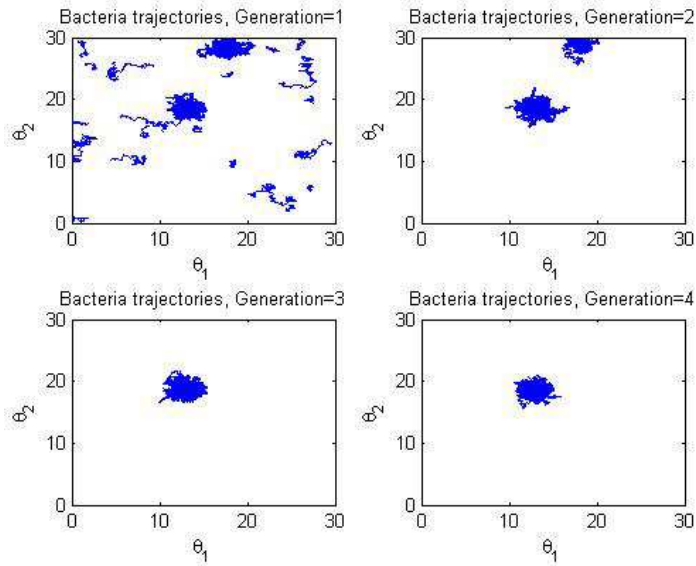 Bacteria trajectories, Generation=1
30
20
10
0
θ2
0 10 20 30
θ1
Bacteria trajectories, Generation=2
30
20
10
0
θ2
0 10 20 30
θ1
Bacteria trajectories, Generation=3
30
20
10
0
θ2
0 10 20 30
θ1
Bacteria trajectories, Generation=4
30
20
10
0
θ2
0 10 20 30
θ1